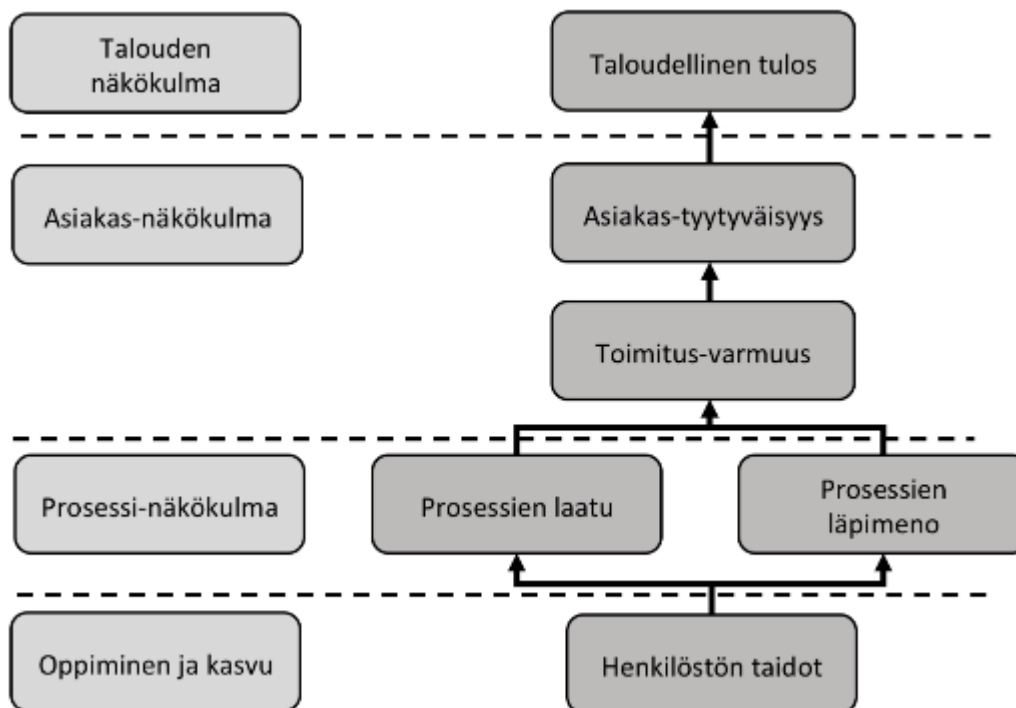 Talouden
näkökulma
Taloudellinen tulos
Asiakas-näkökulma
Asiakas-tyytyväisyys
Toimitus-varmuus
Prosessi-näkökulma
Prosessien laatu
Prosessien
läpimeno
Oppiminen ja kasvu
Henkilöstön taidot